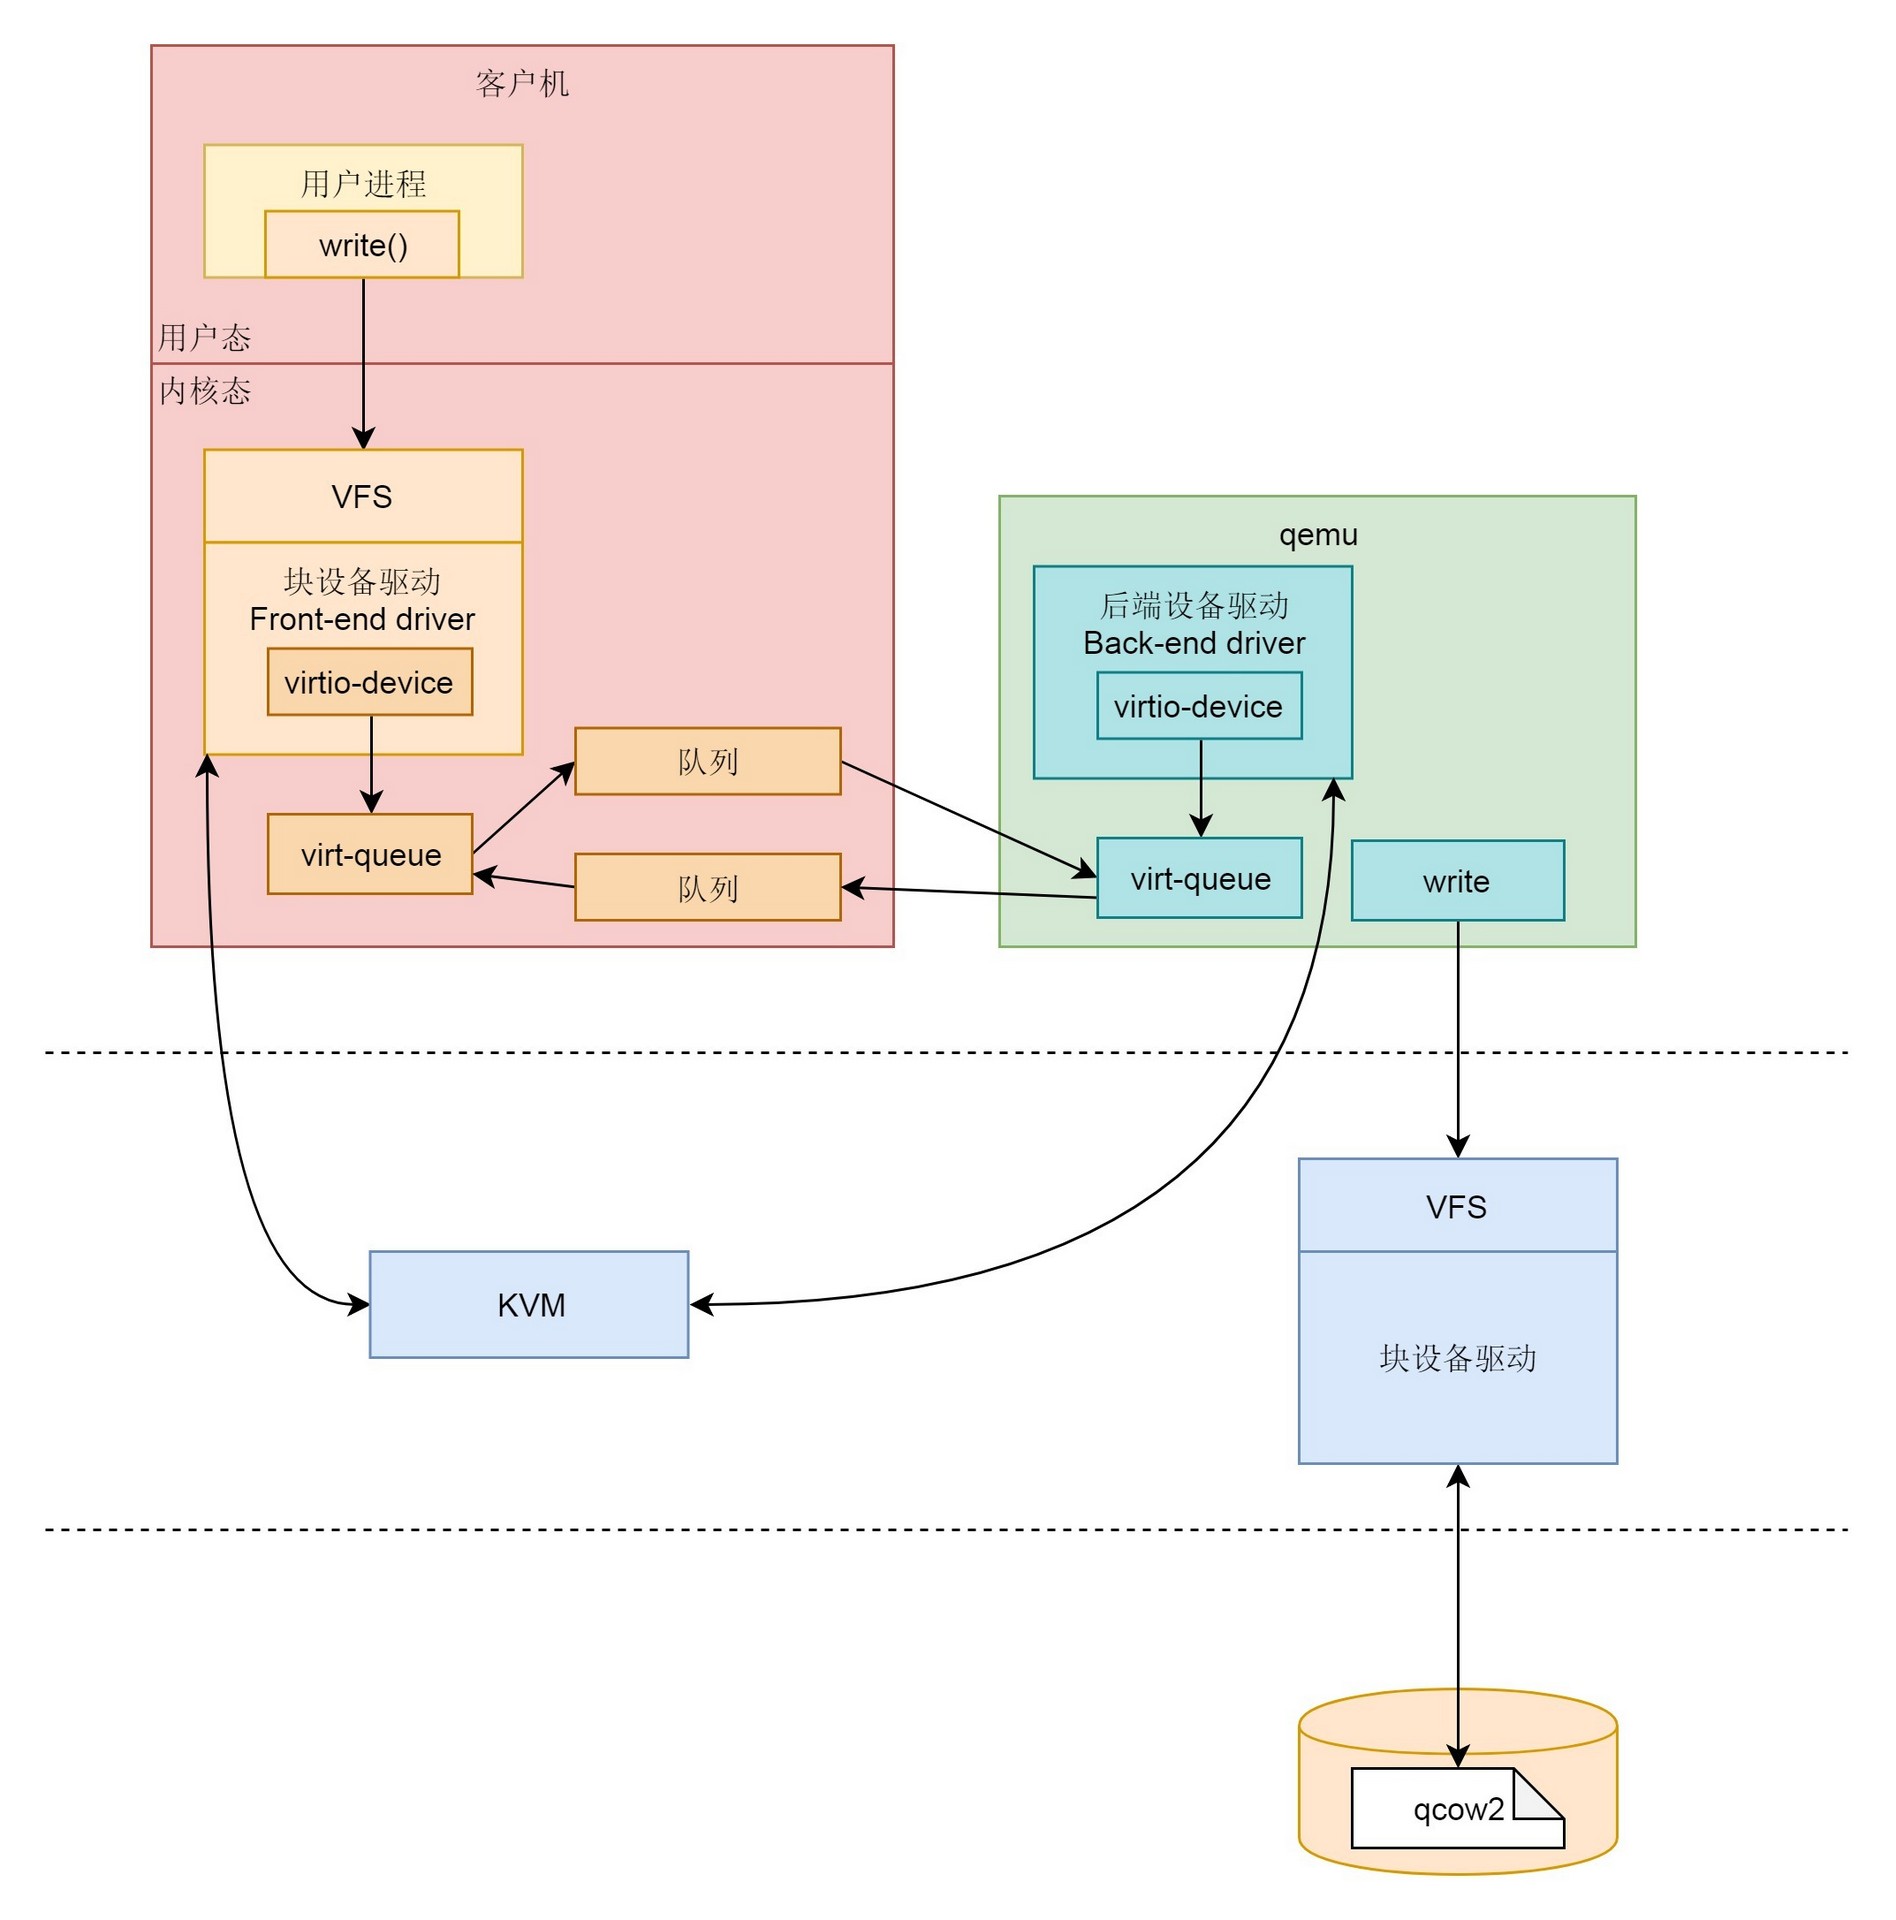 客户机
用户进程
write()
用户态
内核态
VFS
块设备驱动
Front-end driver
virtio-device
virt-queue
队列
队列
qemu
后端设备驱动
Back-end driver
virtio-device
virt-queue
write
KVM
VFS
块设备驱动
qcow2